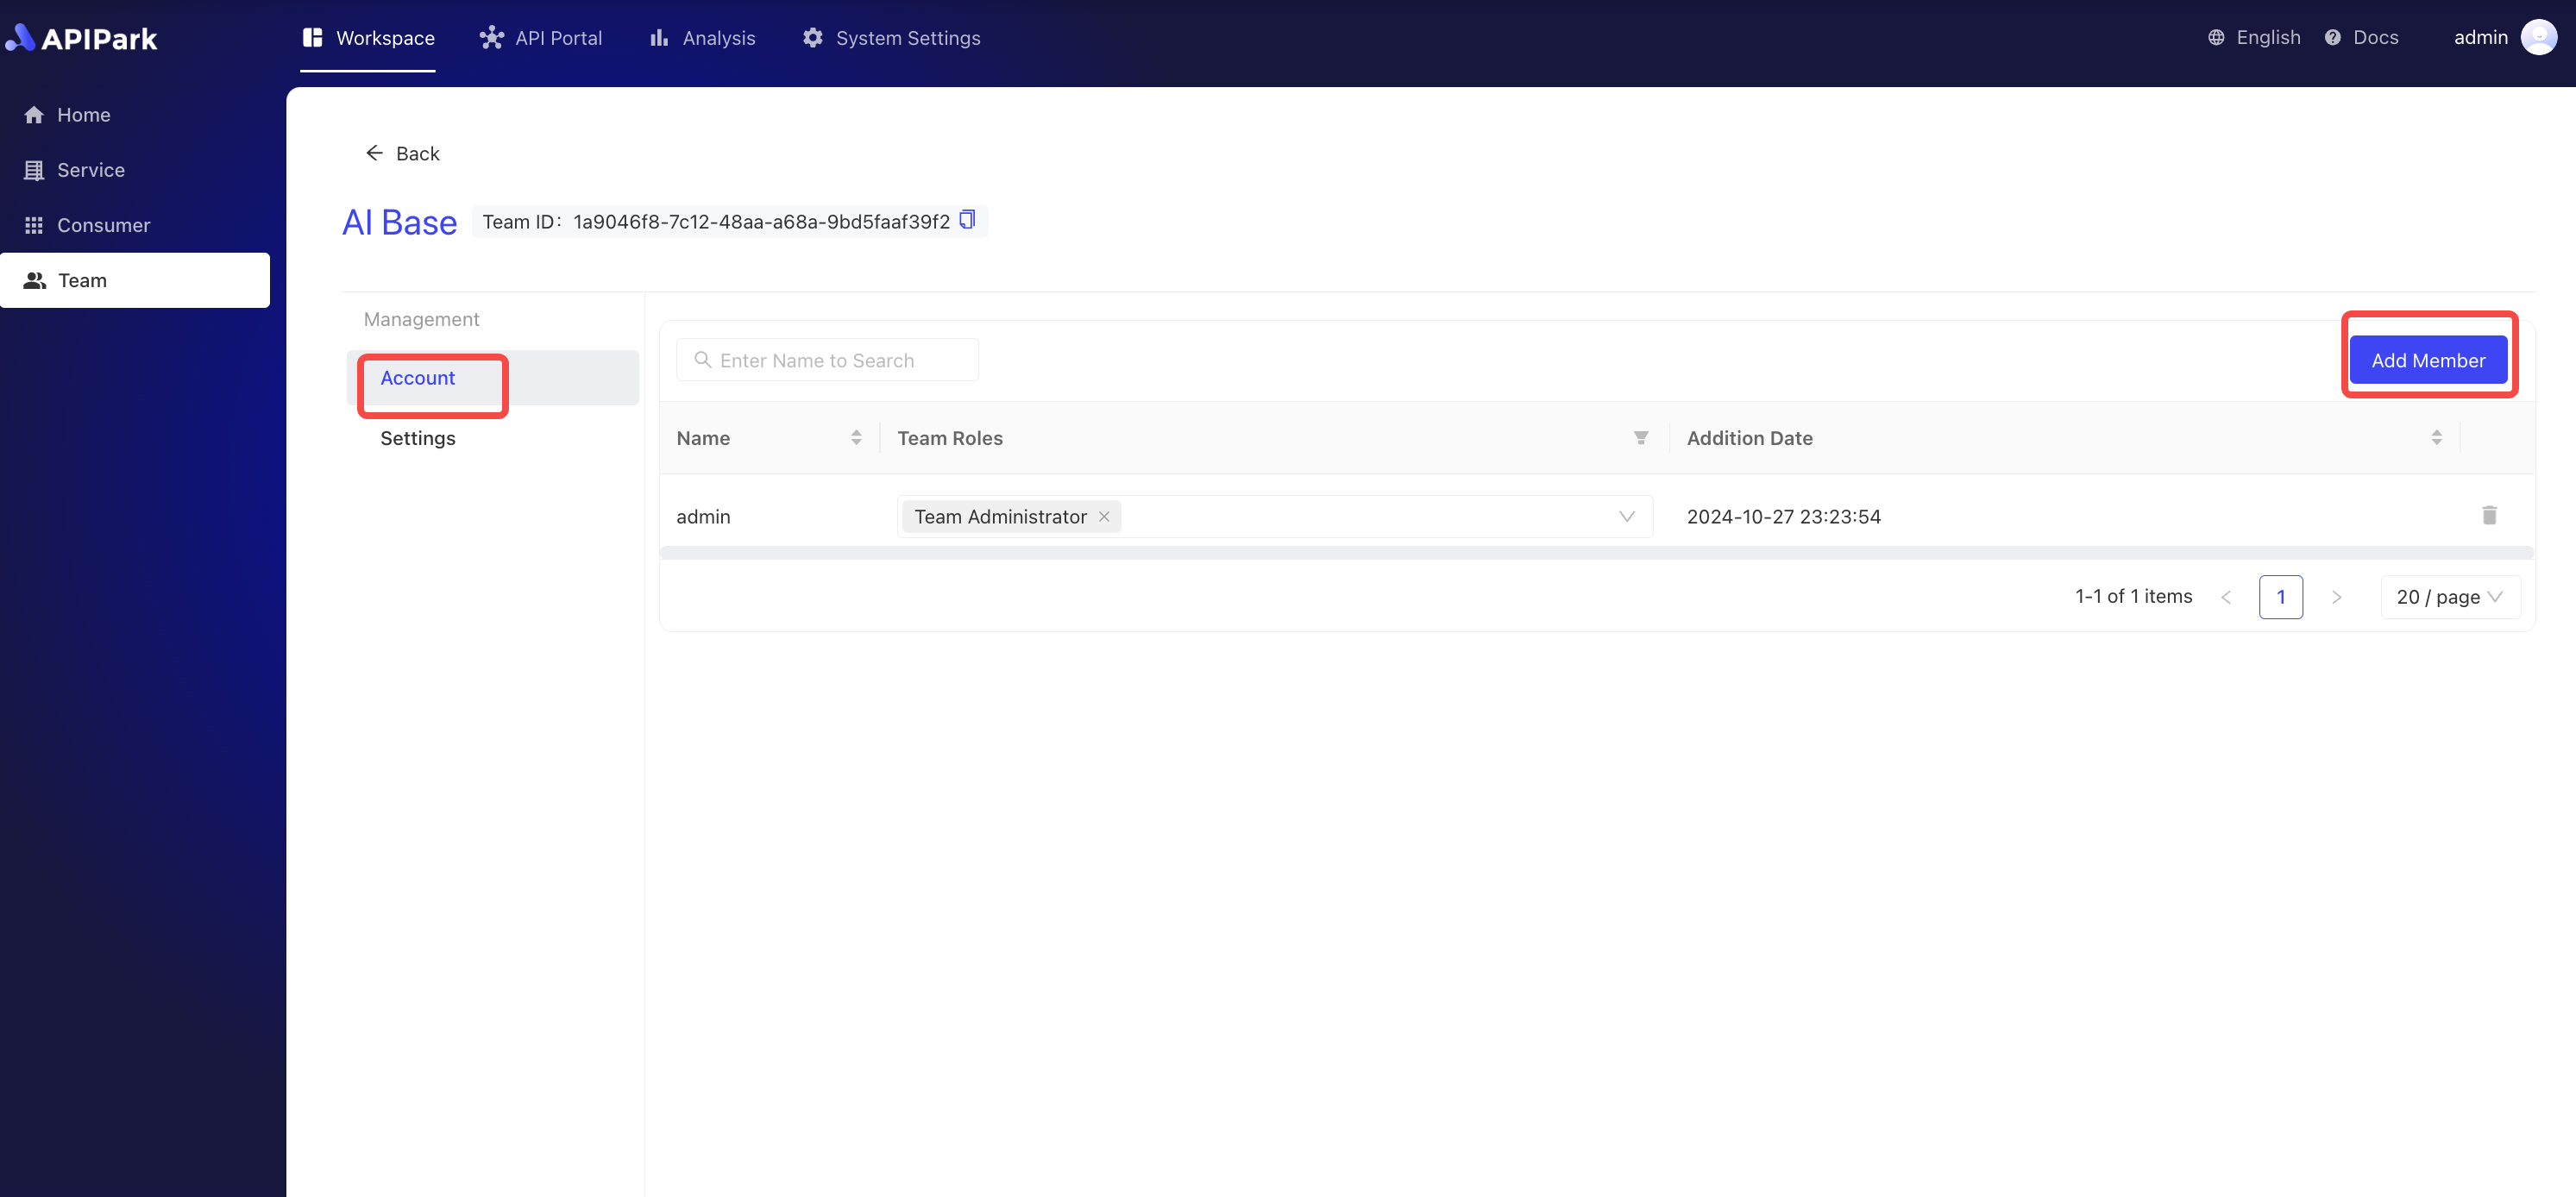 APIPark
Workspace
API Portal
Analysis
System Settings
English
Docs
admin
Home
Service
Consumer
Team
Back
AI Base
Team ID: 1a9046f8-7c12-48aa-a68a-9bd5faaf39f2
Management
Account
Settings
Enter Name to Search
Add Member
Name
Team Roles
Addition Date
admin
Team Administrator
2024-10-27 23:23:54
1-1 of 1 items
1
20 / page